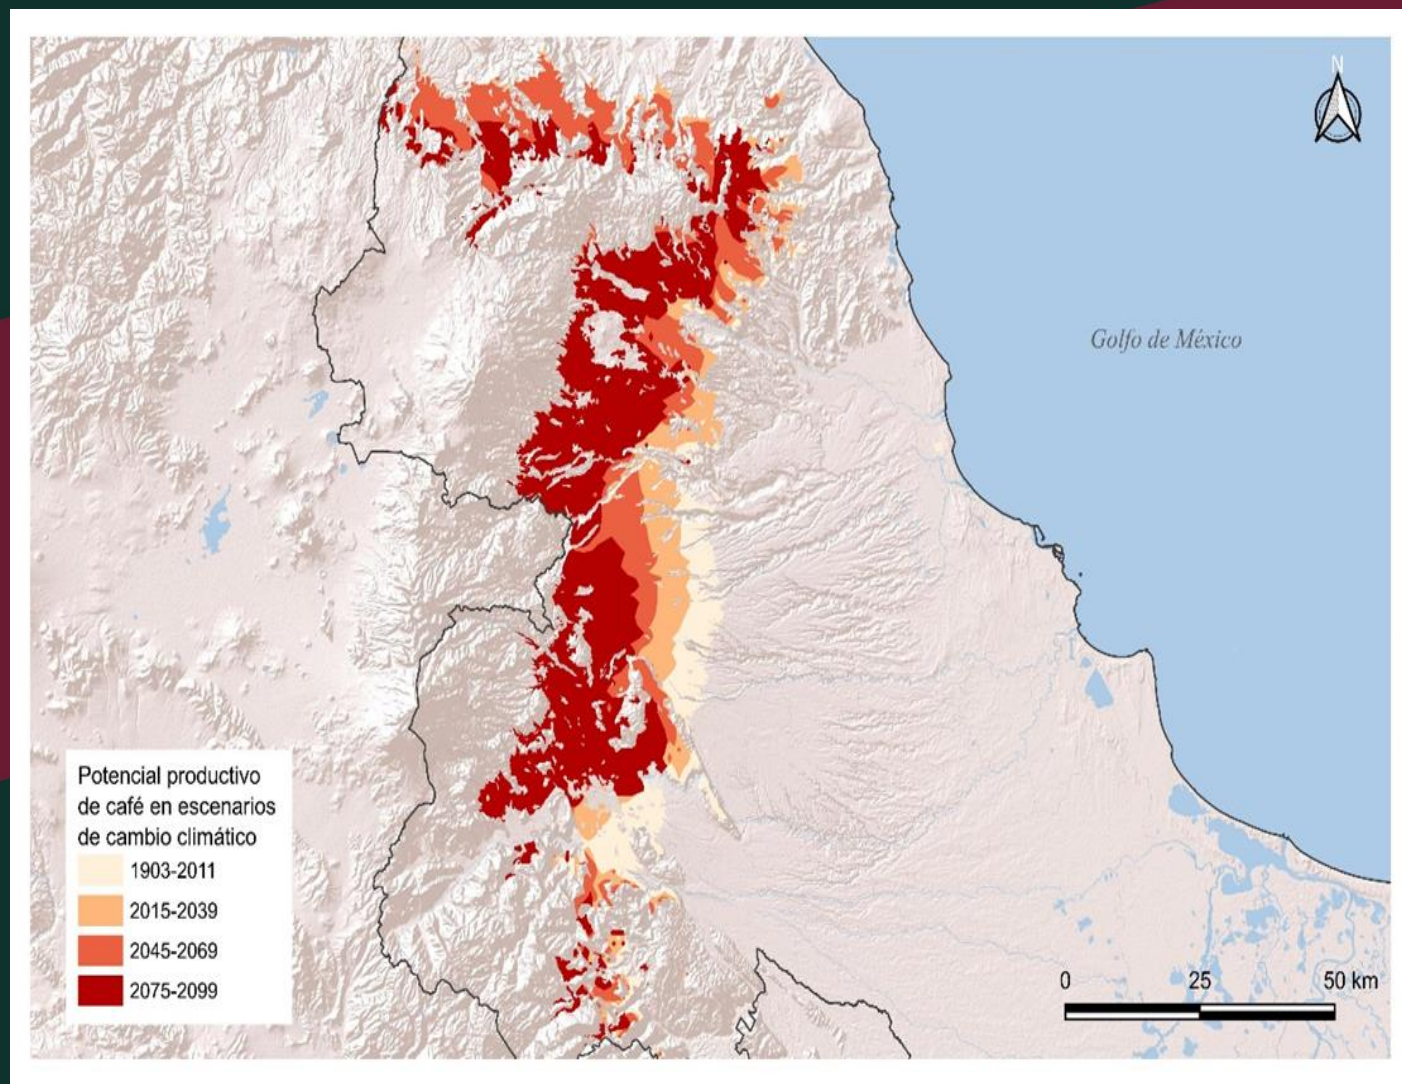 N
Golfo de México
Potencial productivo
de café en escenarios
de cambio climático
1903-2011
2015-2039
2045-2069
2075-2099
0 25 50 km